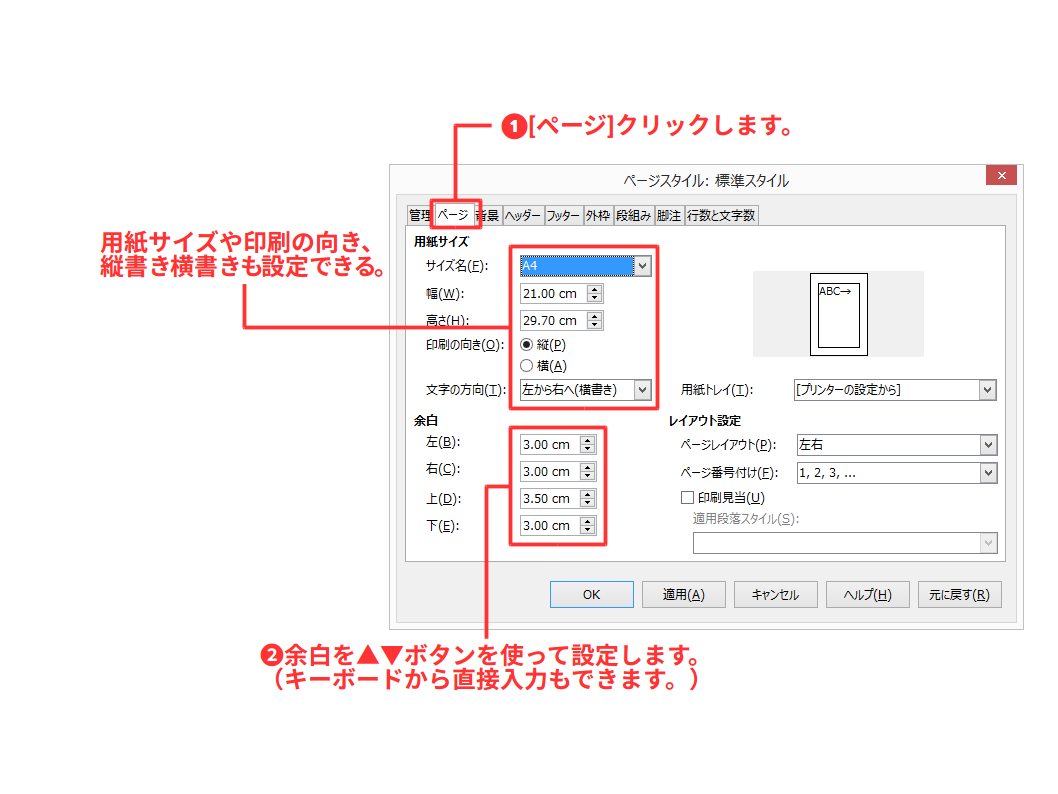 ❶[ページ]クリックします。
ページスタイル: 標準スタイル
管理 ページ 背景 ヘッダー フッター 外枠 段組み 脚注 行数と文字数
用紙サイズや印刷の向き、
縦書き横書きも設定できる。
用紙サイズ
サイズ名(F): A4
幅(W): 21.00 cm
高さ(H): 29.70 cm
印刷の向き(O): 縦(P)
横(A)
文字の方向(T): 左から右へ(横書き)
ABC→
用紙トレイ(T): [プリンターの設定から]
余白
左(B): 3.00 cm
右(C): 3.00 cm
上(D): 3.50 cm
下(E): 3.00 cm
レイアウト設定
ページレイアウト(P): 左右
ページ番号付け(F): 1, 2, 3, ...
印刷見当(U)
適用段落スタイル(S):
OK 適用(A) キャンセル ヘルプ(H) 元に戻す(R)
❷余白を▲▼ボタンを使って設定します。
（キーボードから直接入力もできます。）